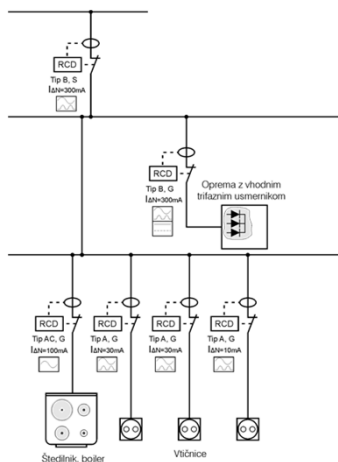 RCD
Tip B, S
IΔN=300mA
RCD
Tip B, G
IΔN=300mA
Oprema z vhodnim
trifaznim usmernikom
RCD
Tip AC, G
IΔN=100mA
RCD
Tip A, G
IΔN=30mA
RCD
Tip A, G
IΔN=30mA
RCD
Tip A, G
IΔN=10mA
Štedilnik, bojler
Vtičnice